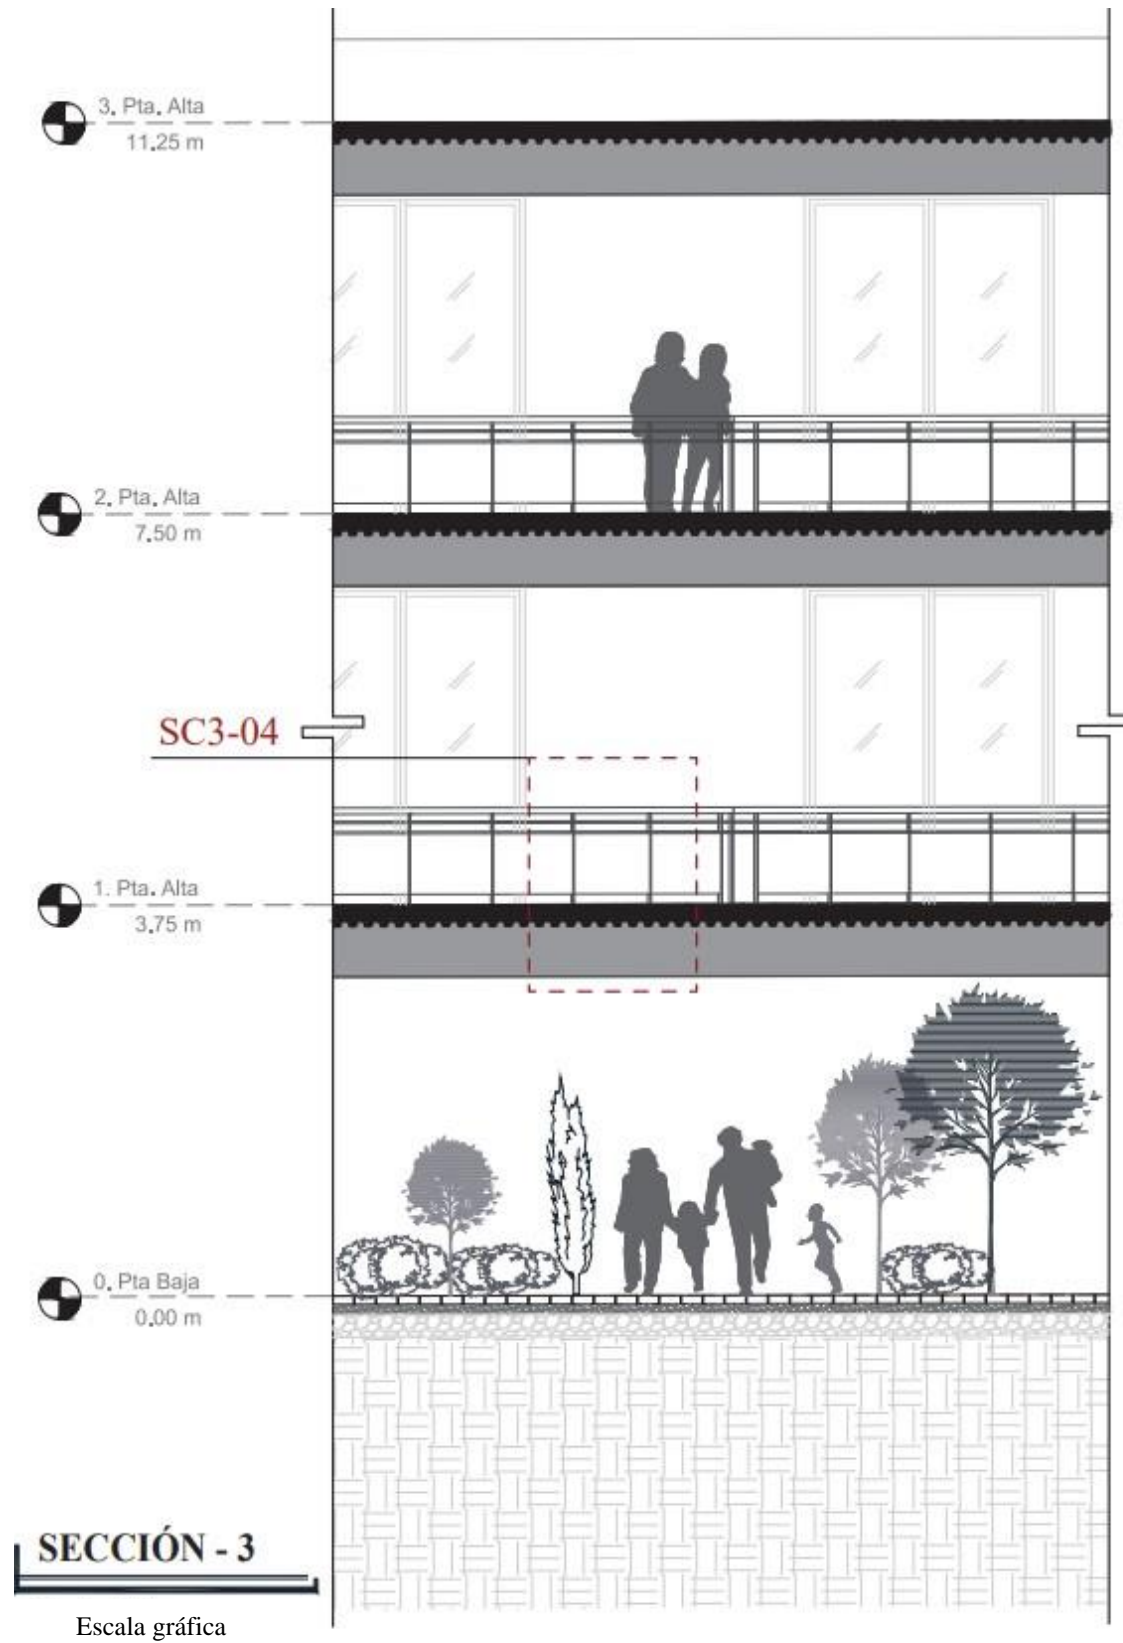 3. Pta. Alta
11.25 m
2. Pta. Alta
7.50 m
SC3-04
1. Pta. Alta
3.75 m
0. Pta Baja
0.00 m
SECCIÓN - 3
Escala gráfica